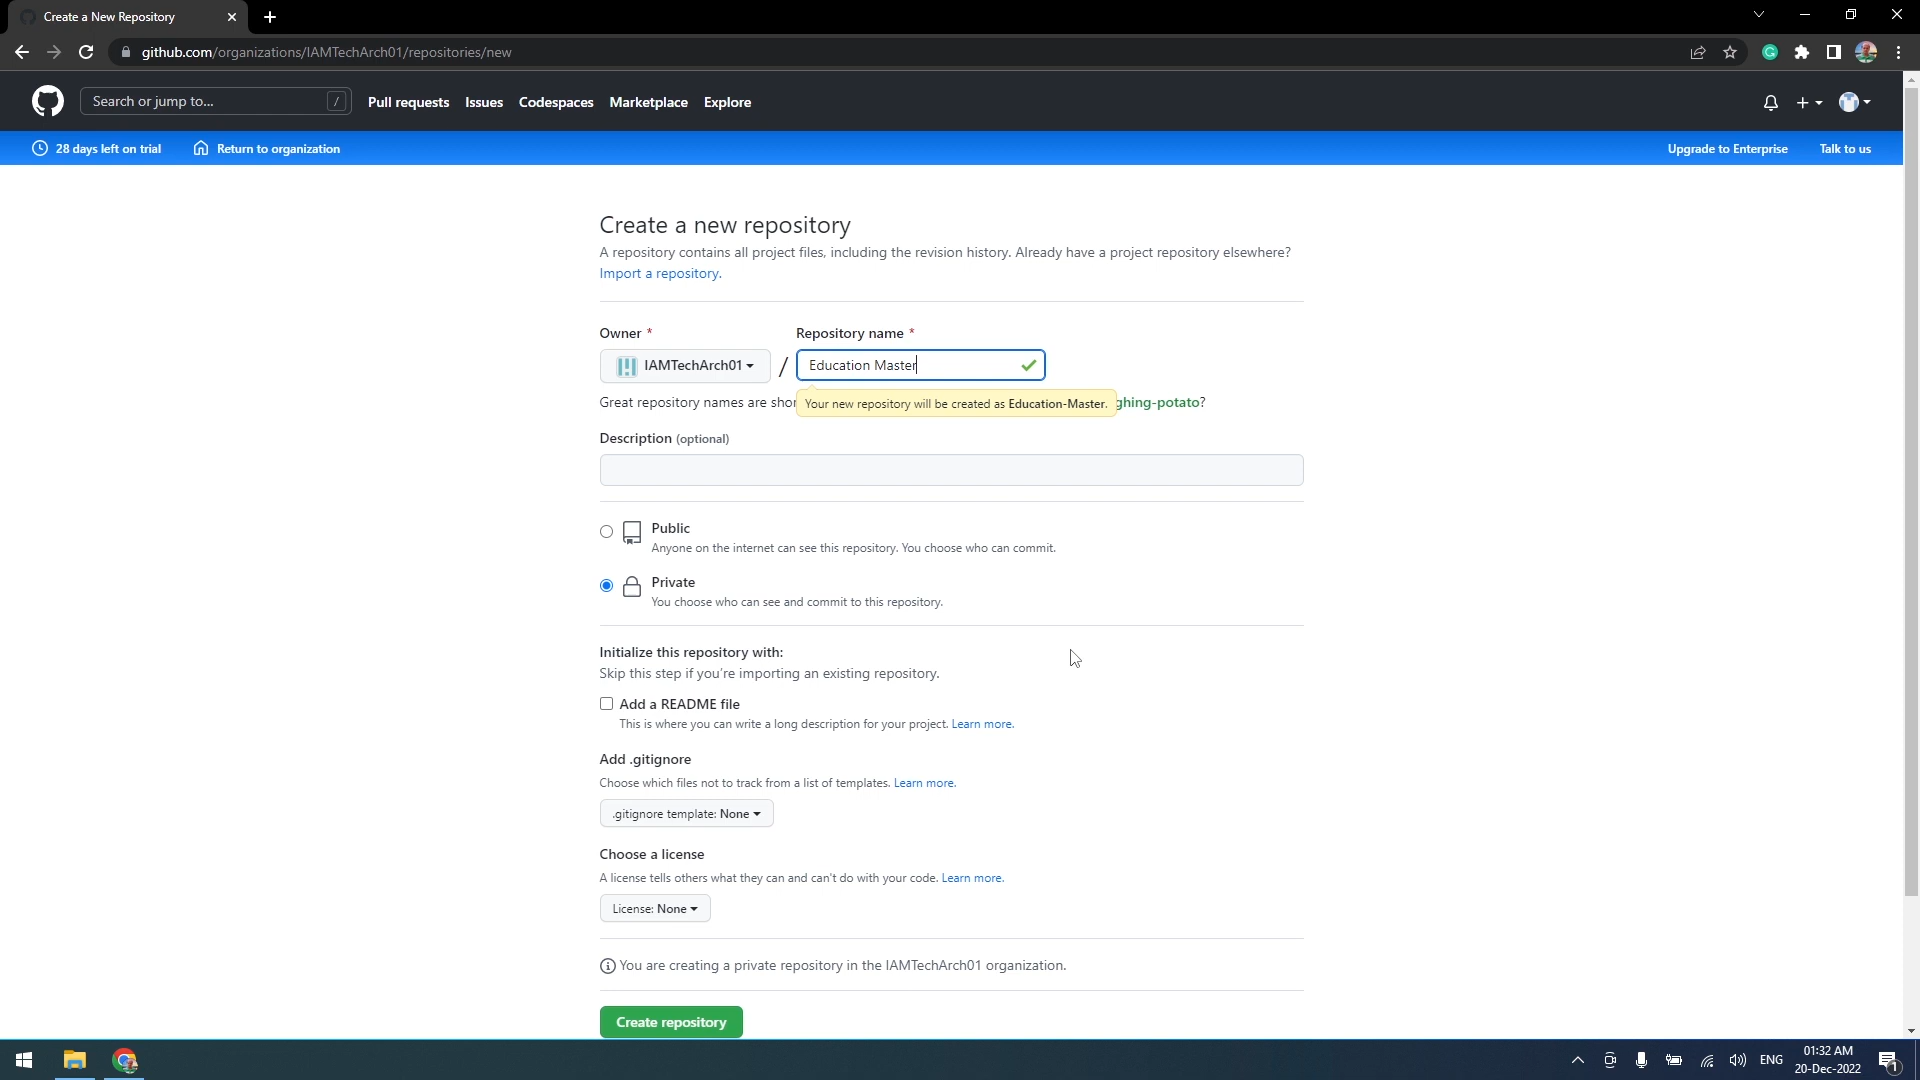 Create a New Repository
github.com/organizations/IAMTechArch01/repositories/new
Search or jump to... /
Pull requests Issues Codespaces Marketplace Explore
28 days left on trial Return to organization Upgrade to Enterprise Talk to us
Create a new repository
A repository contains all project files, including the revision history. Already have a project repository elsewhere?
Import a repository.
Owner * Repository name *
IAMTechArch01 / Education Master
Great repository names are shor Your new repository will be created as Education-Master. ghing-potato?
Description (optional)
Public
Anyone on the internet can see this repository. You choose who can commit.
Private
You choose who can see and commit to this repository.
Initialize this repository with:
Skip this step if you're importing an existing repository.
Add a README file
This is where you can write a long description for your project. Learn more.
Add .gitignore
Choose which files not to track from a list of templates. Learn more.
.gitignore template: None
Choose a license
A license tells others what they can and can't do with your code. Learn more.
License: None
You are creating a private repository in the IAMTechArch01 organization.
Create repository
ENG 01:32 AM
20-Dec-2022 1